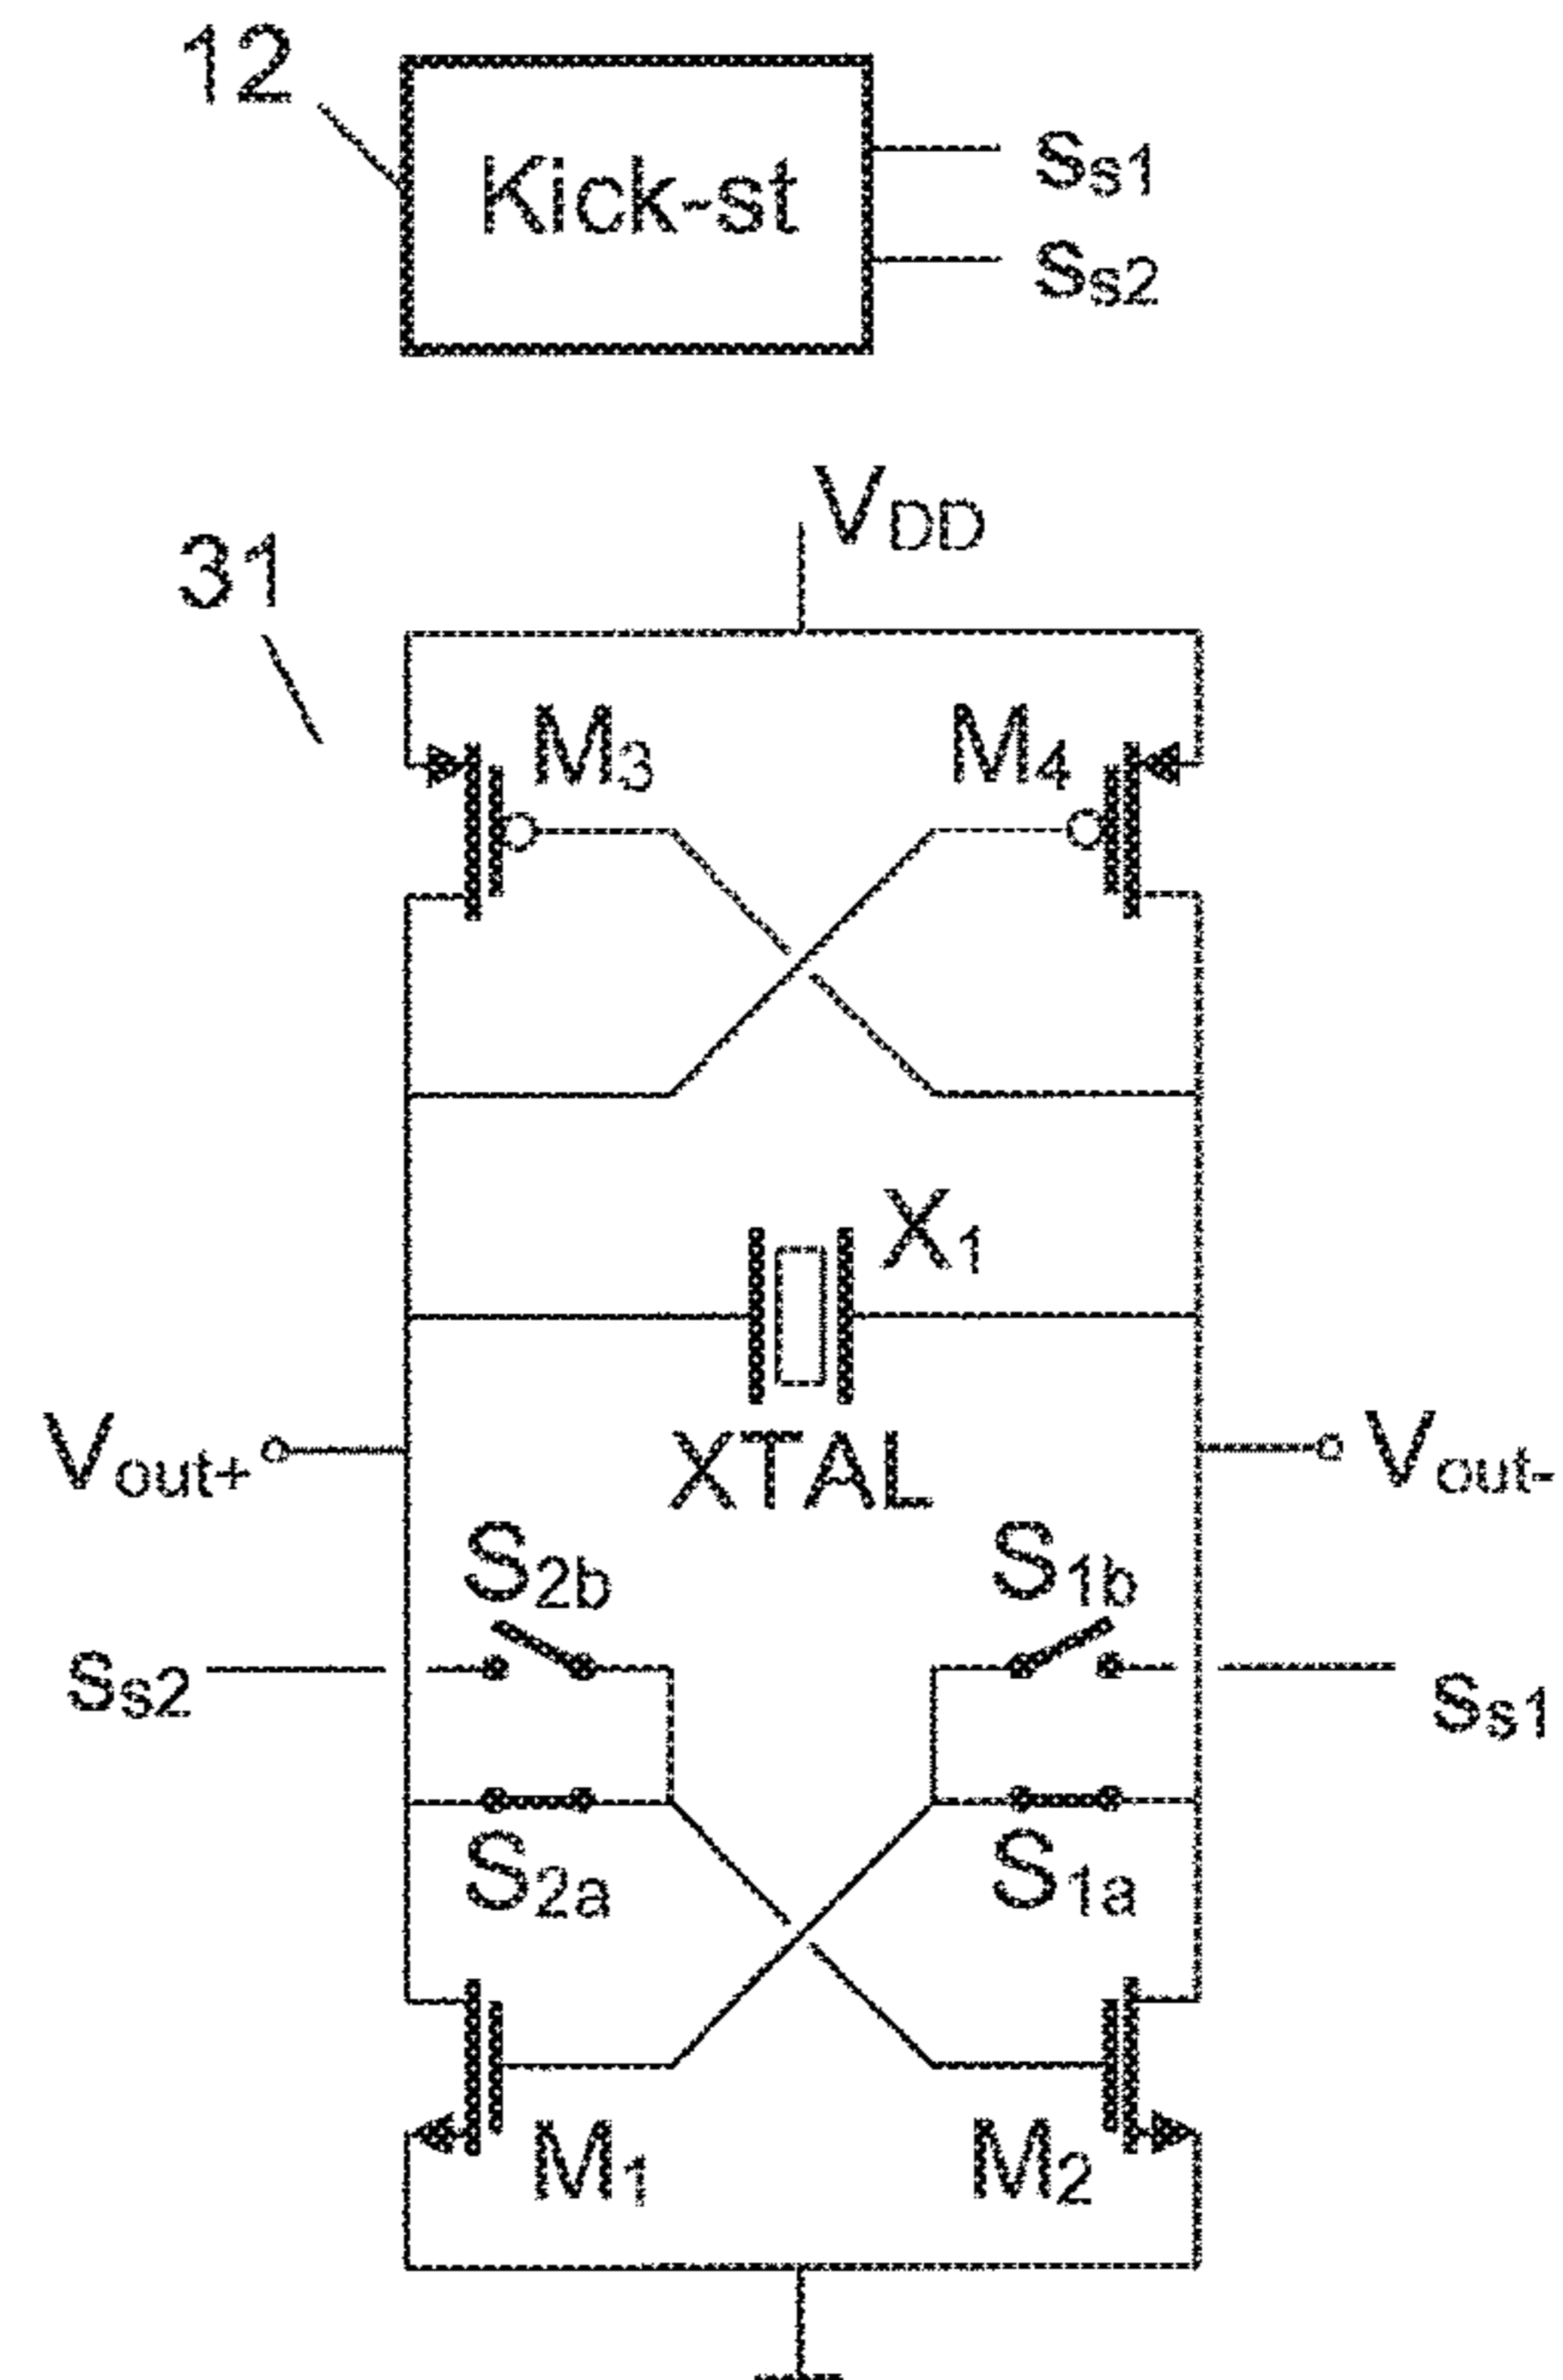 12
Kick-st
Ss1
Ss2
VDD
31
M3
M4
X1
XTAL
Vout+
Vout-
S2b
S1b
Ss2
Ss1
S2a
S1a
M1
M2